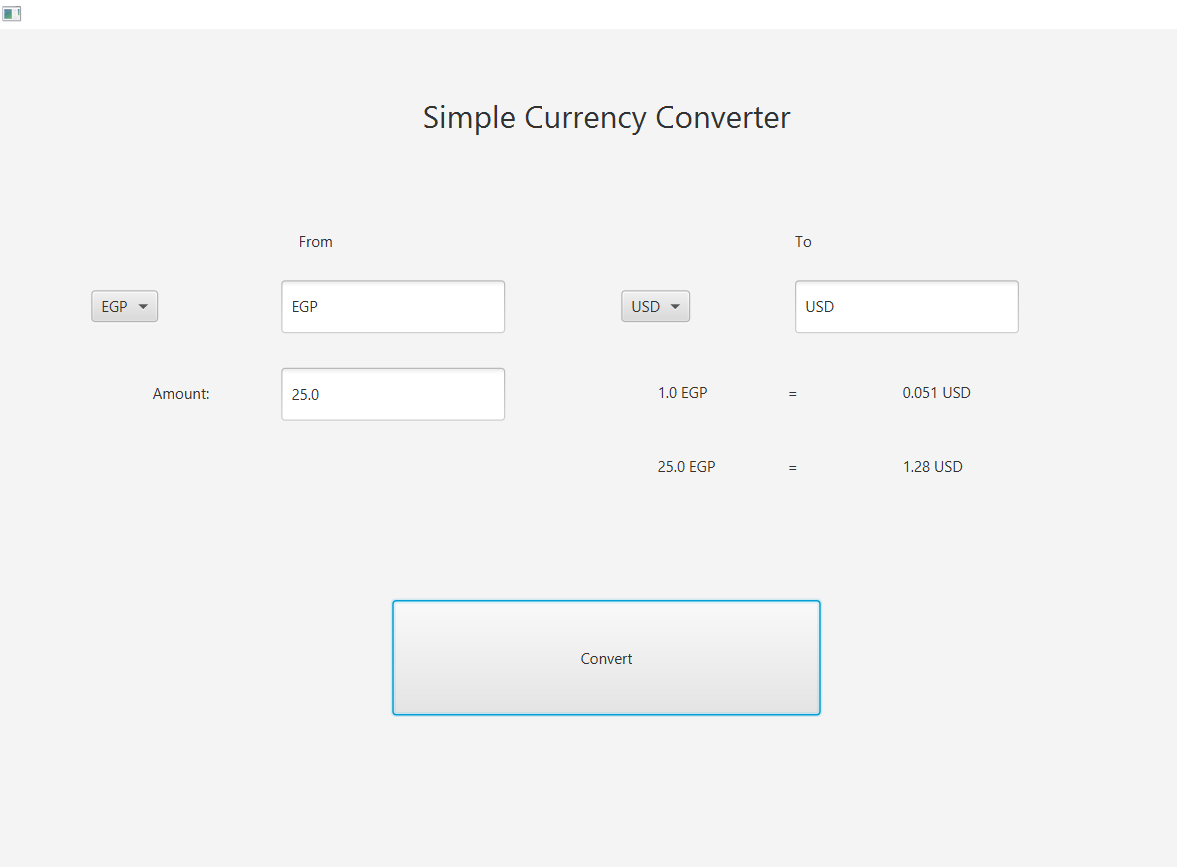 Simple Currency Converter
From To
EGP EGP USD USD
Amount: 25.0 1.0 EGP = 0.051 USD
25.0 EGP = 1.28 USD
Convert